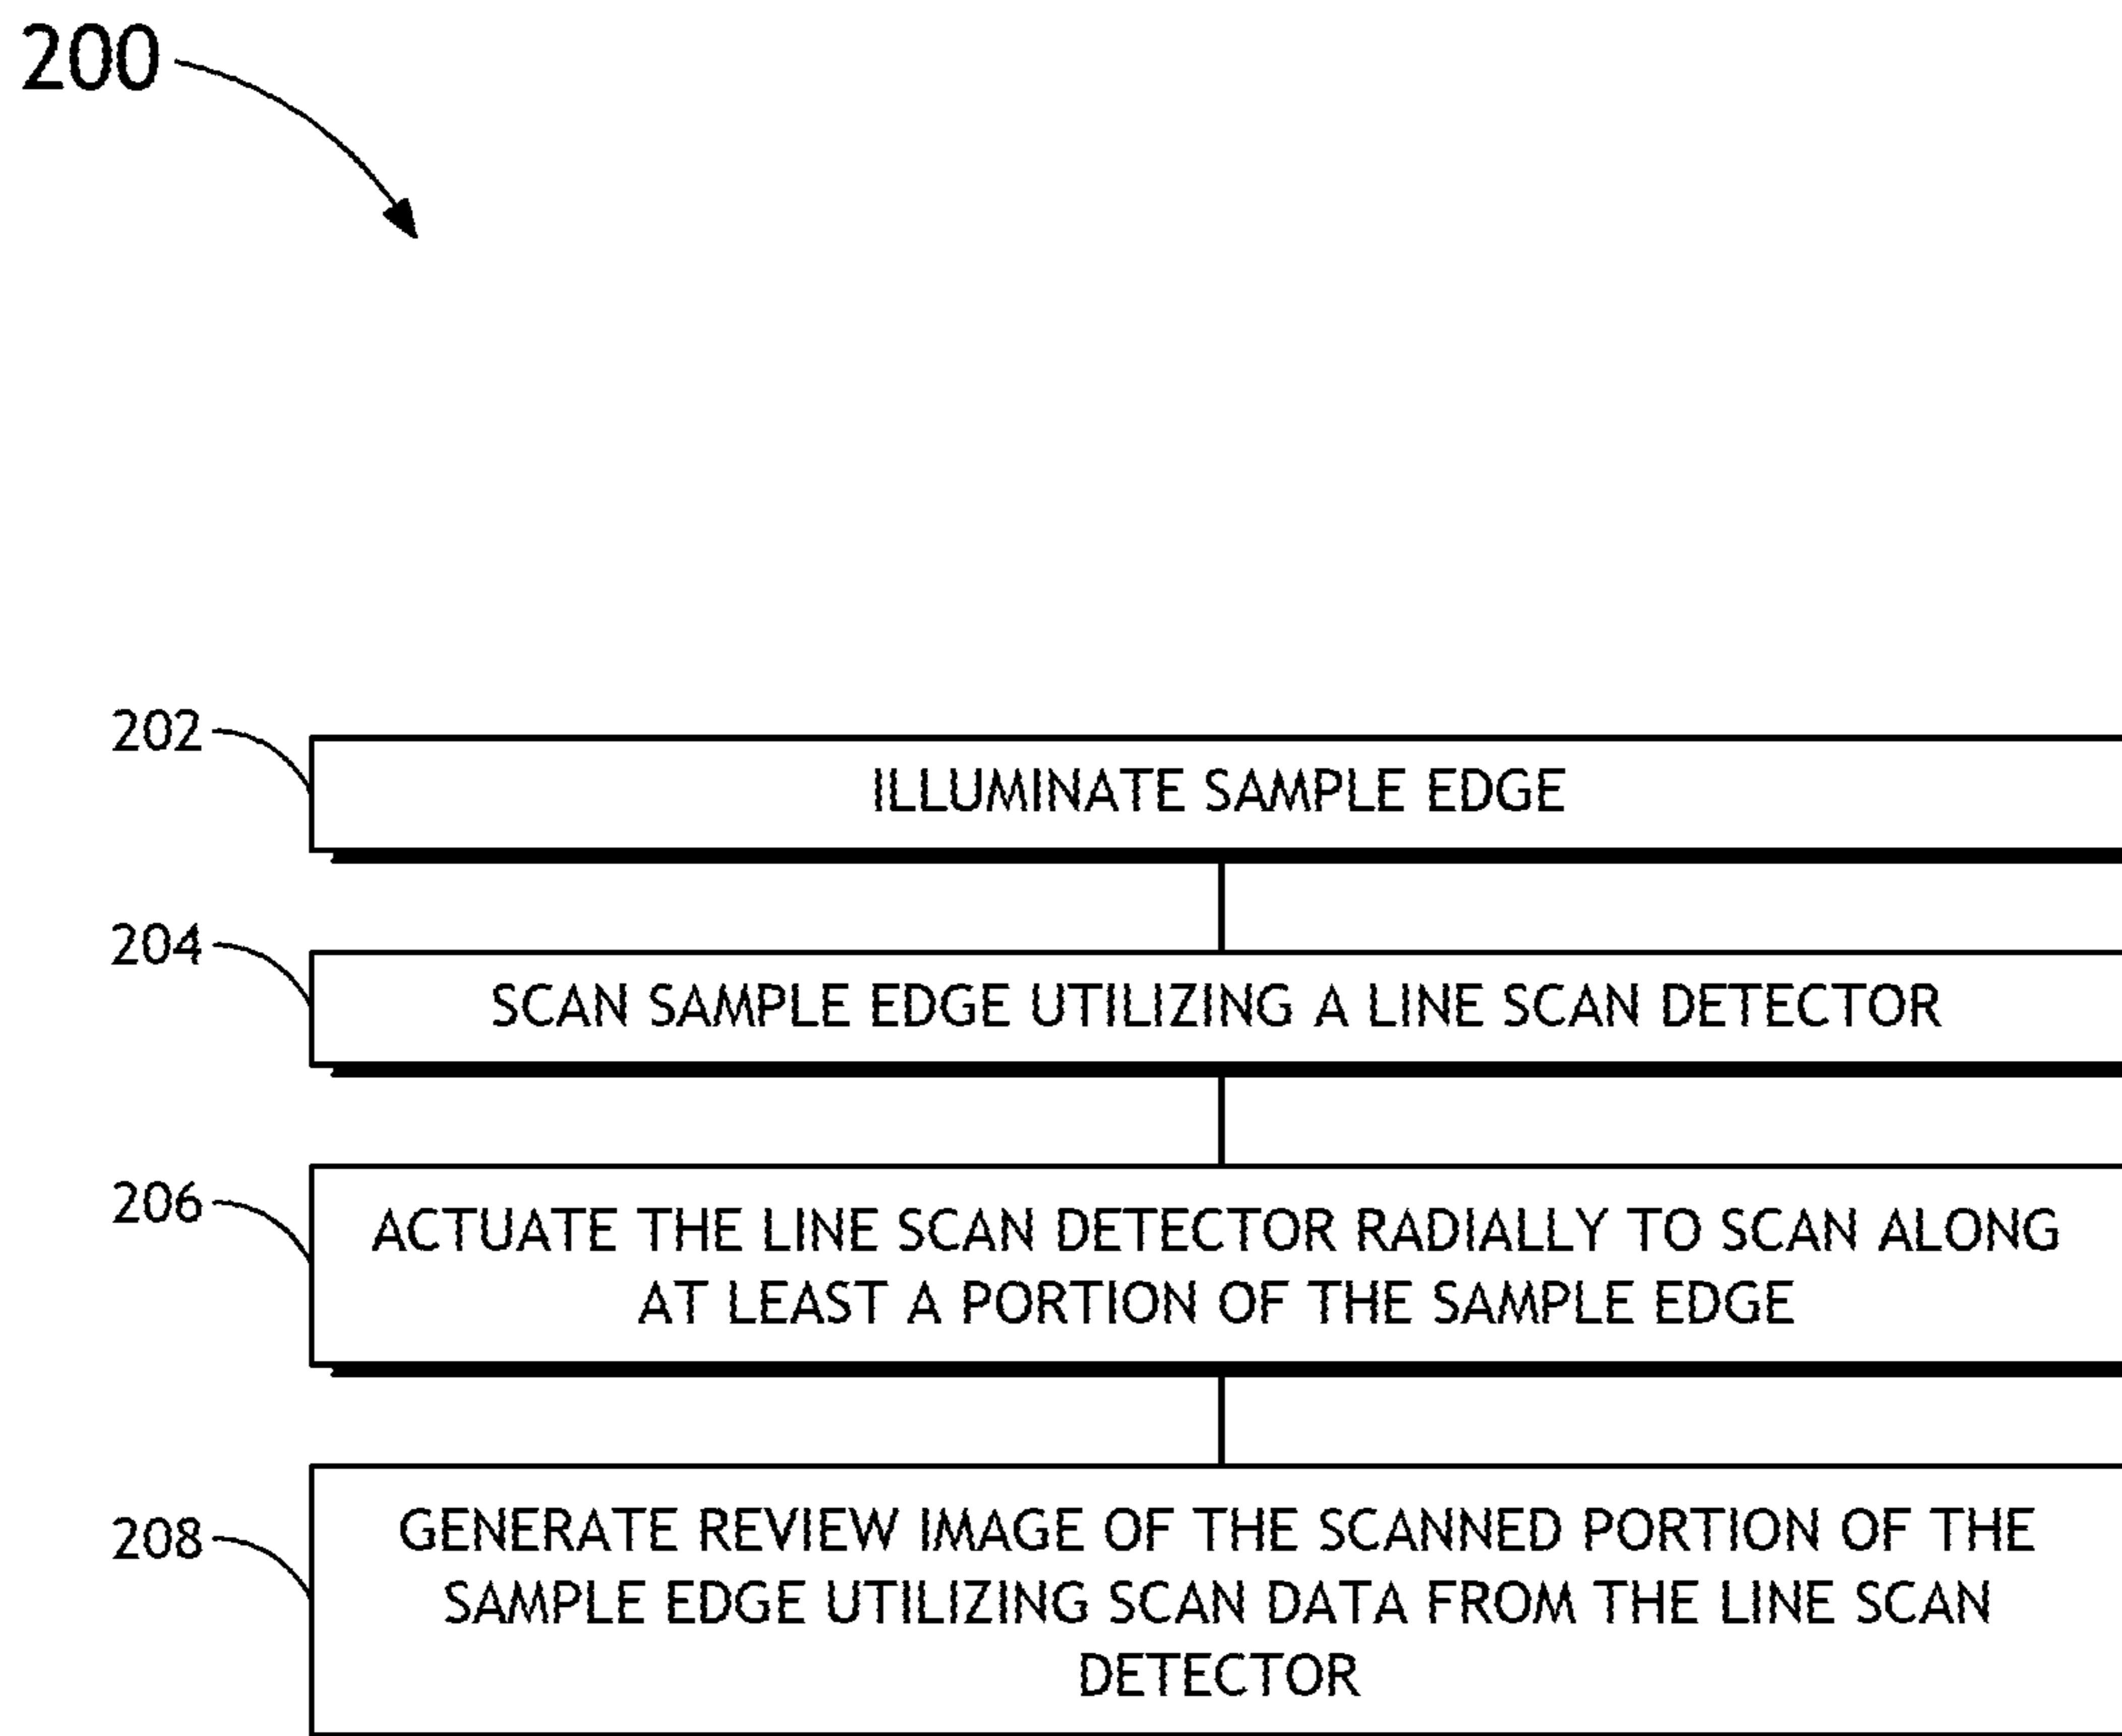 200
202
ILLUMINATE SAMPLE EDGE
204
SCAN SAMPLE EDGE UTILIZING A LINE SCAN DETECTOR
206
ACTUATE THE LINE SCAN DETECTOR RADIALLY TO SCAN ALONG
AT LEAST A PORTION OF THE SAMPLE EDGE
208
GENERATE REVIEW IMAGE OF THE SCANNED PORTION OF THE
SAMPLE EDGE UTILIZING SCAN DATA FROM THE LINE SCAN
DETECTOR